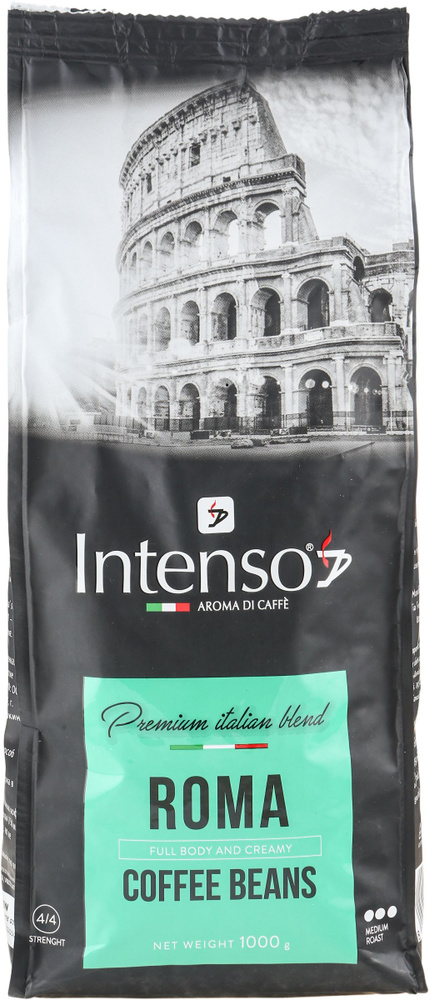 Intenso®
AROMA DI CAFFÈ
Premium italian blend
ROMA
FULL BODY AND CREAMY
COFFEE BEANS
4/4
STRENGHT
NET WEIGHT 1000 g
MEDIUM
ROAST